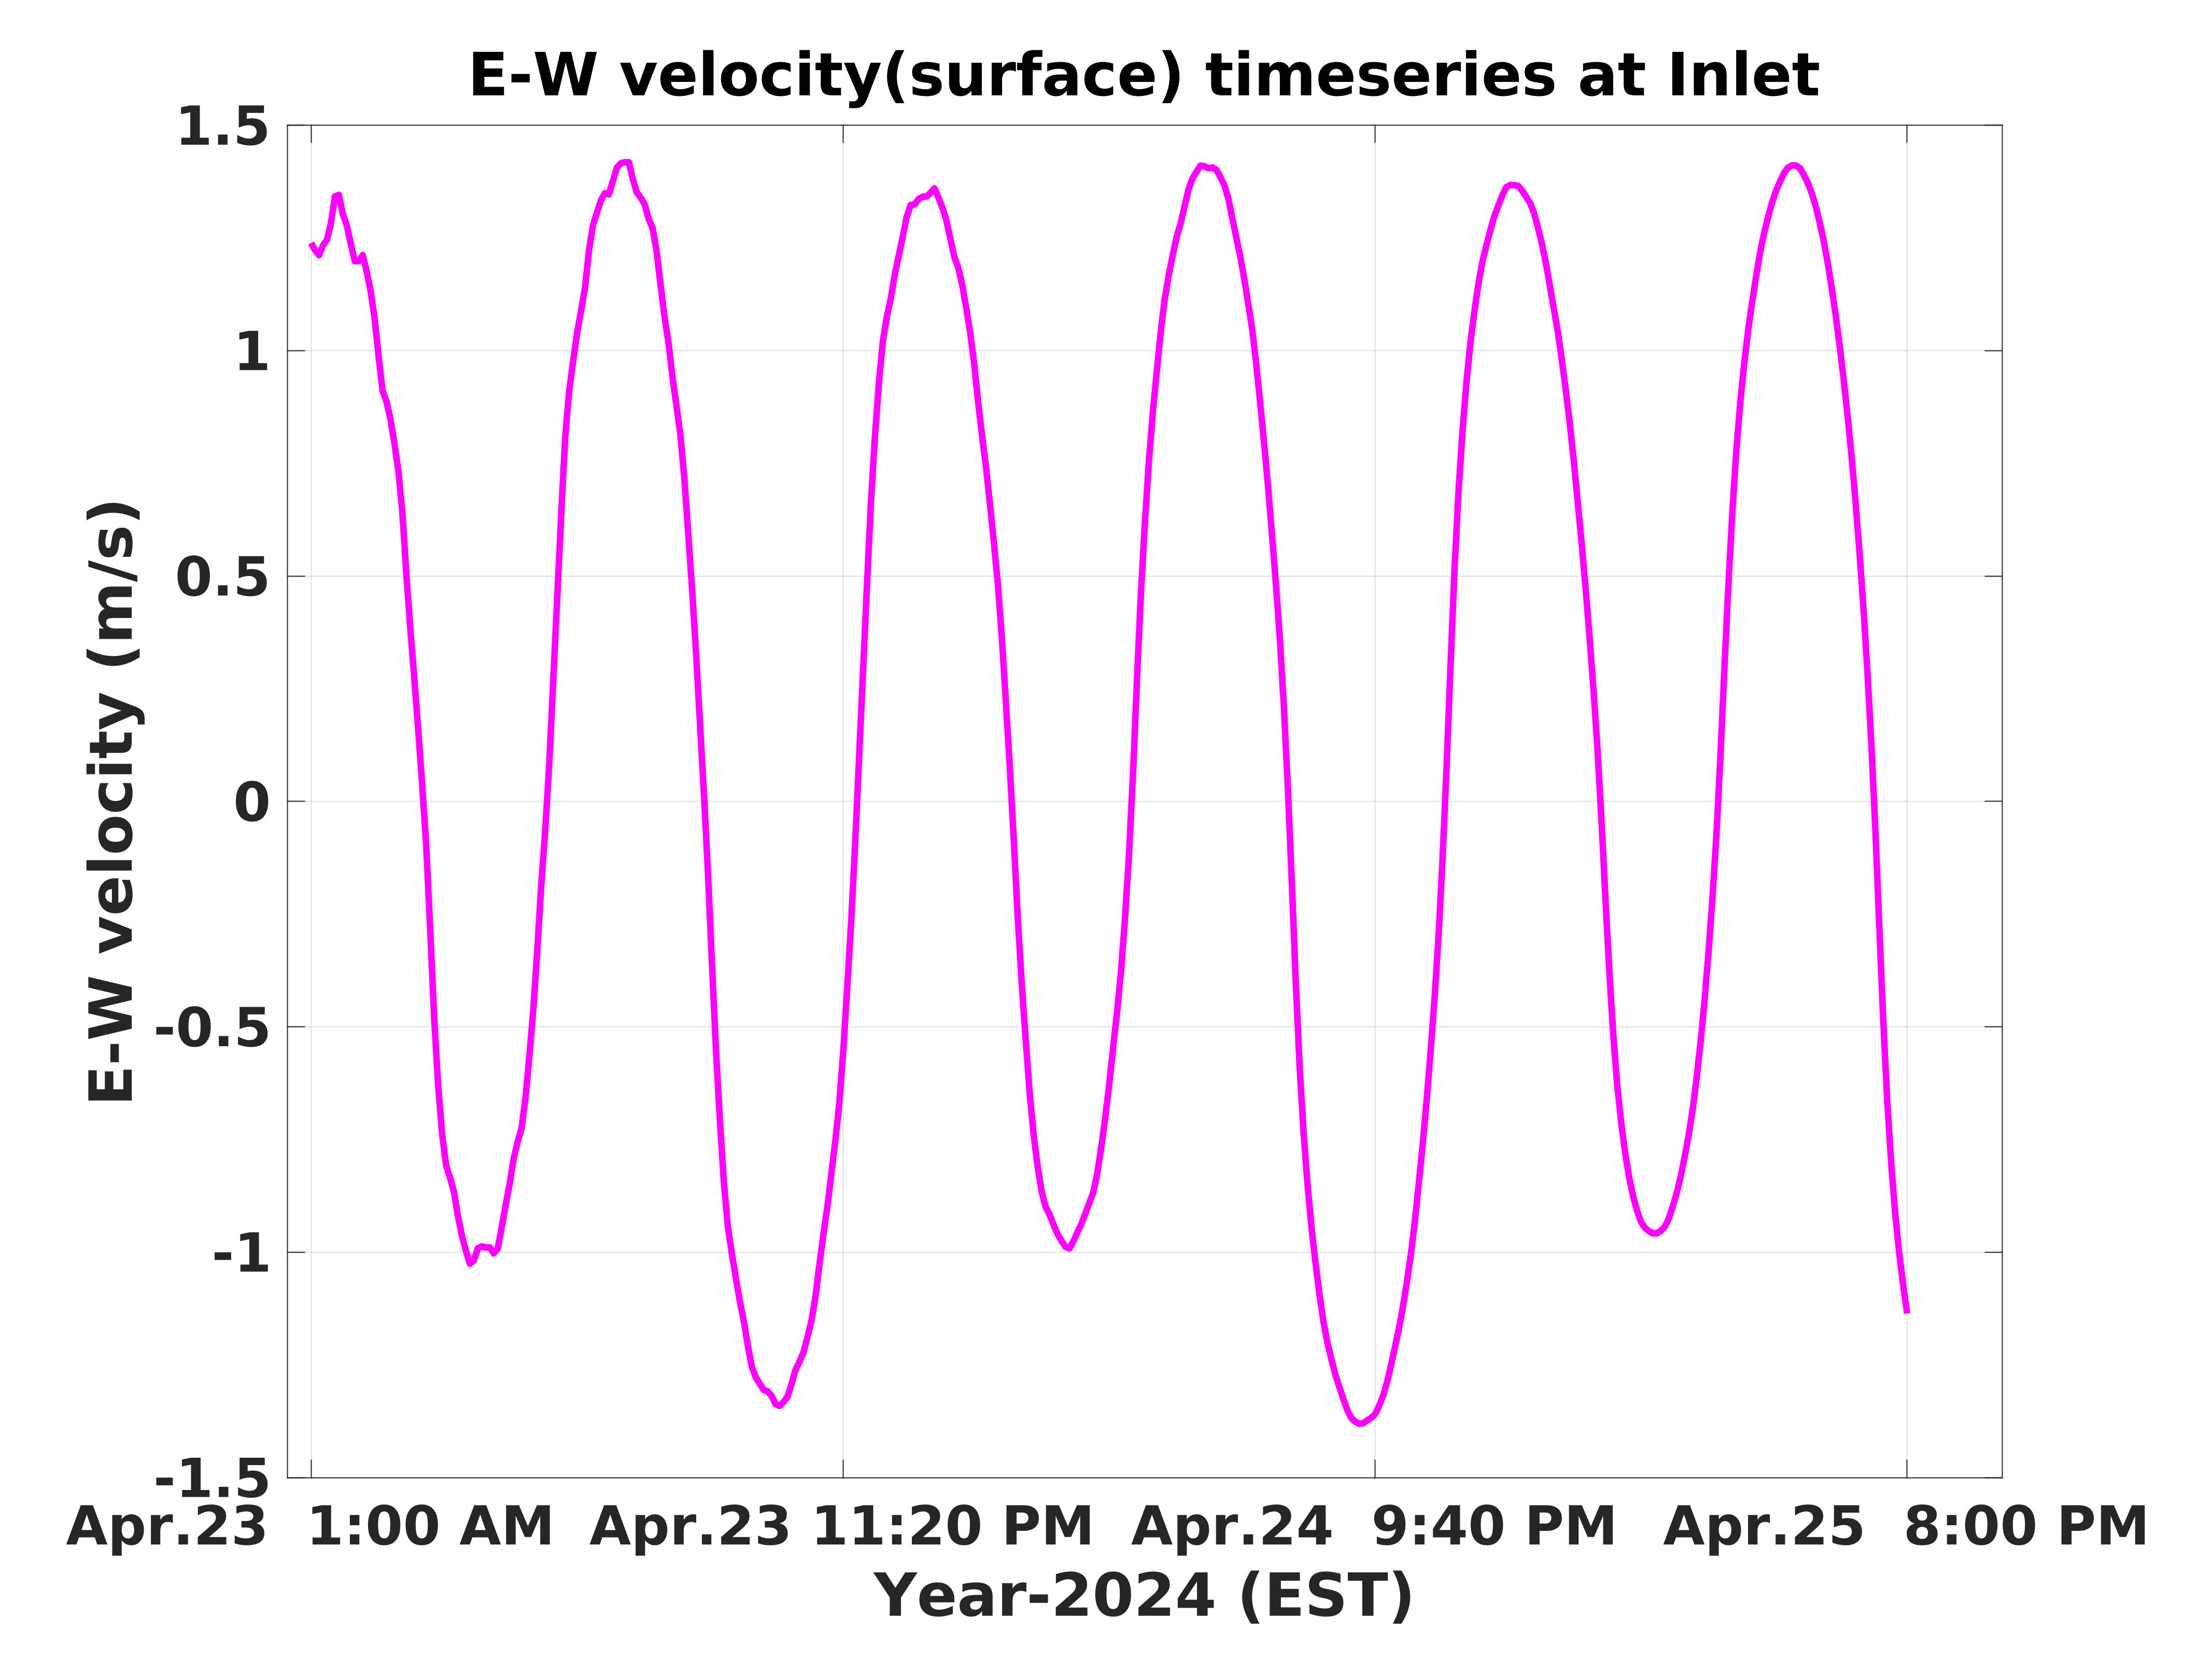 E-W velocity(surface) timeseries at Inlet
1.5
1
0.5
0
-0.5
-1
-1.5
E-W velocity (m/s)
Apr.23 1:00 AM Apr.23 11:20 PM Apr.24 9:40 PM Apr.25 8:00 PM
Year-2024 (EST)